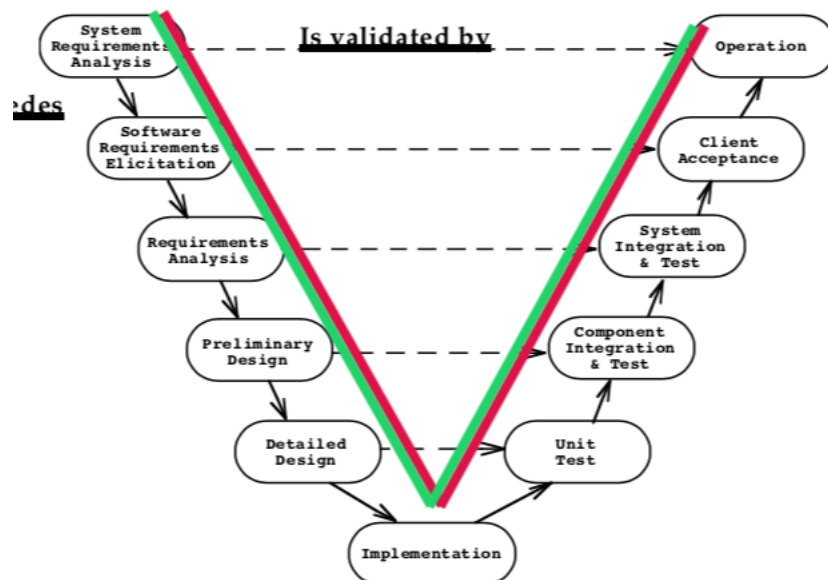 System
Requirements
Analysis
Is validated by
Operation
edes
Software
Requirements
Elicitation
Client
Acceptance
Requirements
Analysis
System
Integration
& Test
Preliminary
Design
Component
Integration
& Test
Detailed
Design
Unit
Test
Implementation